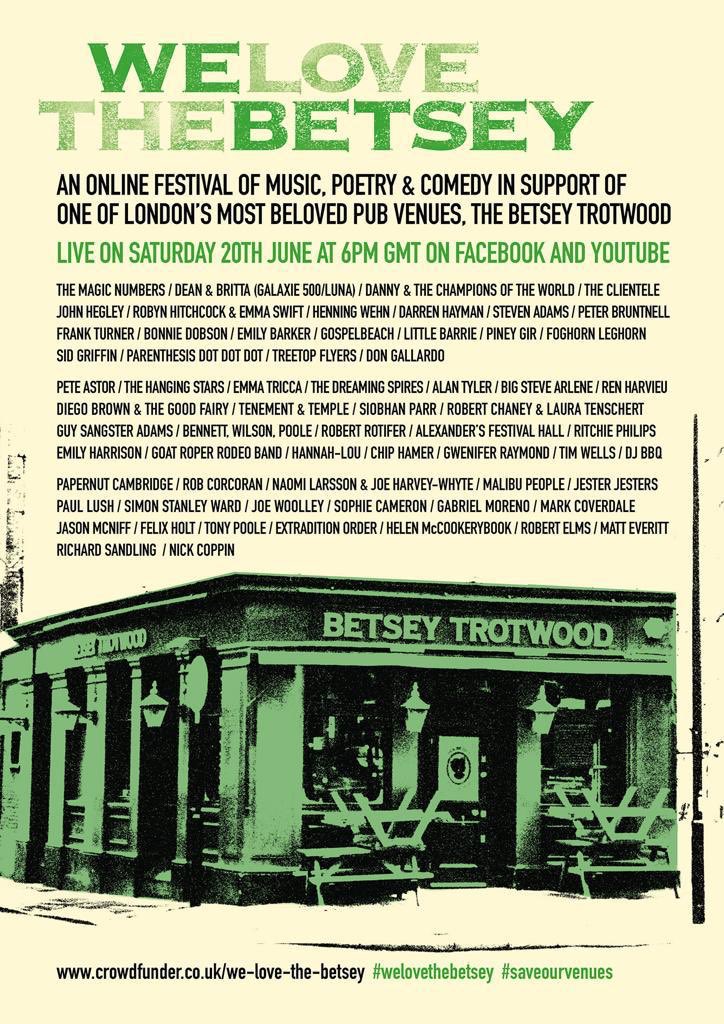 WELOVE
THEBETSEY
AN ONLINE FESTIVAL OF MUSIC, POETRY & COMEDY IN SUPPORT OF
ONE OF LONDON'S MOST BELOVED PUB VENUES, THE BETSEY TROTWOOD
LIVE ON SATURDAY 20TH JUNE AT 6PM GMT ON FACEBOOK AND YOUTUBE
THE MAGIC NUMBERS / DEAN & BRITTA (GALAXIE 500/LUNA) / DANNY & THE CHAMPIONS OF THE WORLD / THE CLIENTELE
JOHN HEGLEY / ROBYN HITCHCOCK & EMMA SWIFT / HENNING WEHN / DARREN HAYMAN / STEVEN ADAMS / PETER BRUNTNELL
FRANK TURNER / BONNIE DOBSON / EMILY BARKER / GOSPELBEACH / LITTLE BARRIE / PINEY GIR / FOGHORN LEGHORN
SID GRIFFIN / PARENTHESIS DOT DOT DOT / TREETOP FLYERS / DON GALLARDO
PETE ASTOR / THE HANGING STARS / EMMA TRICCA / THE DREAMING SPIRES / ALAN TYLER / BIG STEVE ARLENE / REN HARVIEU
DIEGO BROWN & THE GOOD FAIRY / TENEMENT & TEMPLE / SIOBHAN PARR / ROBERT CHANEY & LAURA TENSCHERT
GUY SANGSTER ADAMS / BENNETT, WILSON, POOLE / ROBERT ROTIFER / ALEXANDER'S FESTIVAL HALL / RITCHIE PHILIPS
EMILY HARRISON / GOAT ROPER RODEO BAND / HANNAH-LOU / CHIP HAMER / GWENIFER RAYMOND / TIM WELLS / DJ BBQ
PAPERNUT CAMBRIDGE / ROB CORCORAN / NAOMI LARSSON & JOE HARVEY-WHYTE / MALIBU PEOPLE / JESTER JESTERS
PAUL LUSH / SIMON STANLEY WARD / JOE WOOLLEY / SOPHIE CAMERON / GABRIEL MORENO / MARK COVERDALE
JASON MCNIFF / FELIX HOLT / TONY POOLE / EXTRADITION ORDER / HELEN McCOOKERYBOOK / ROBERT ELMS / MATT EVERITT
RICHARD SANDLING / NICK COPPIN
BETSEY TROTWOOD
TROTWOOD
www.crowdfunder.co.uk/we-love-the-betsey #welovethebetsey #saveourvenues